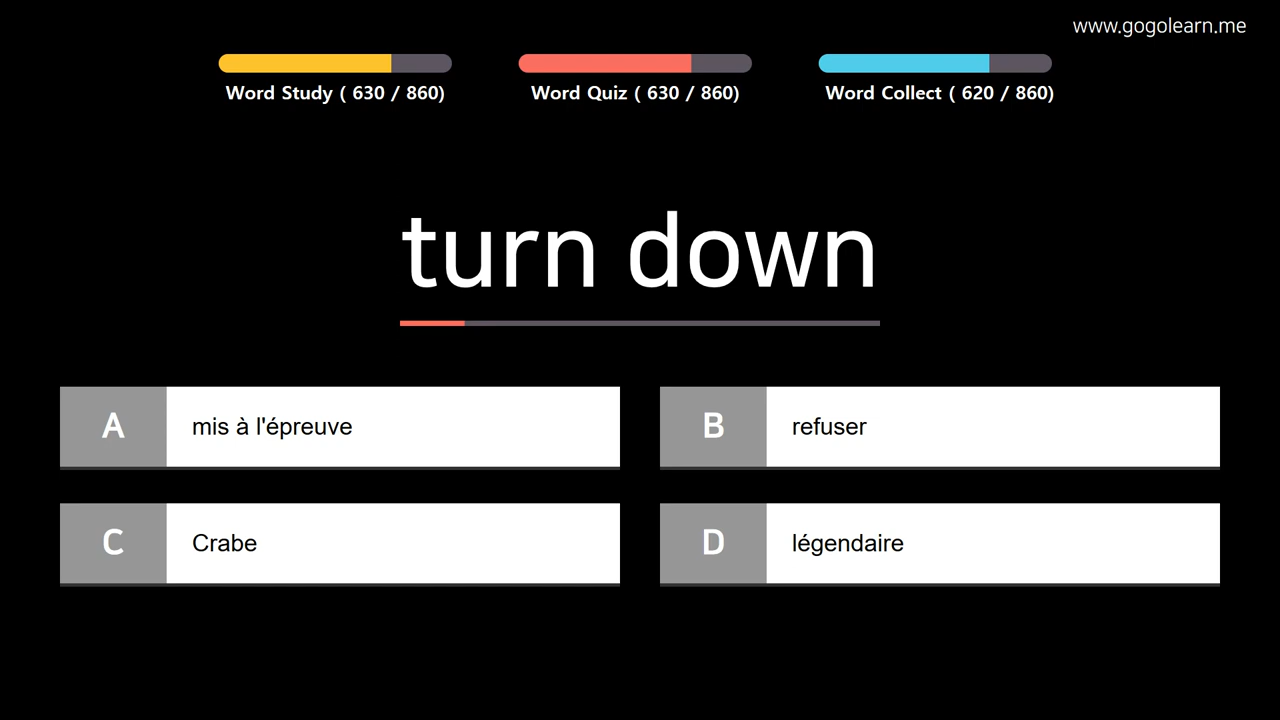 www.gogolearn.me
Word Study ( 630 / 860)
Word Quiz ( 630 / 860)
Word Collect ( 620 / 860)
turn down
A
mis à l'épreuve
B
refuser
C
Crabe
D
légendaire